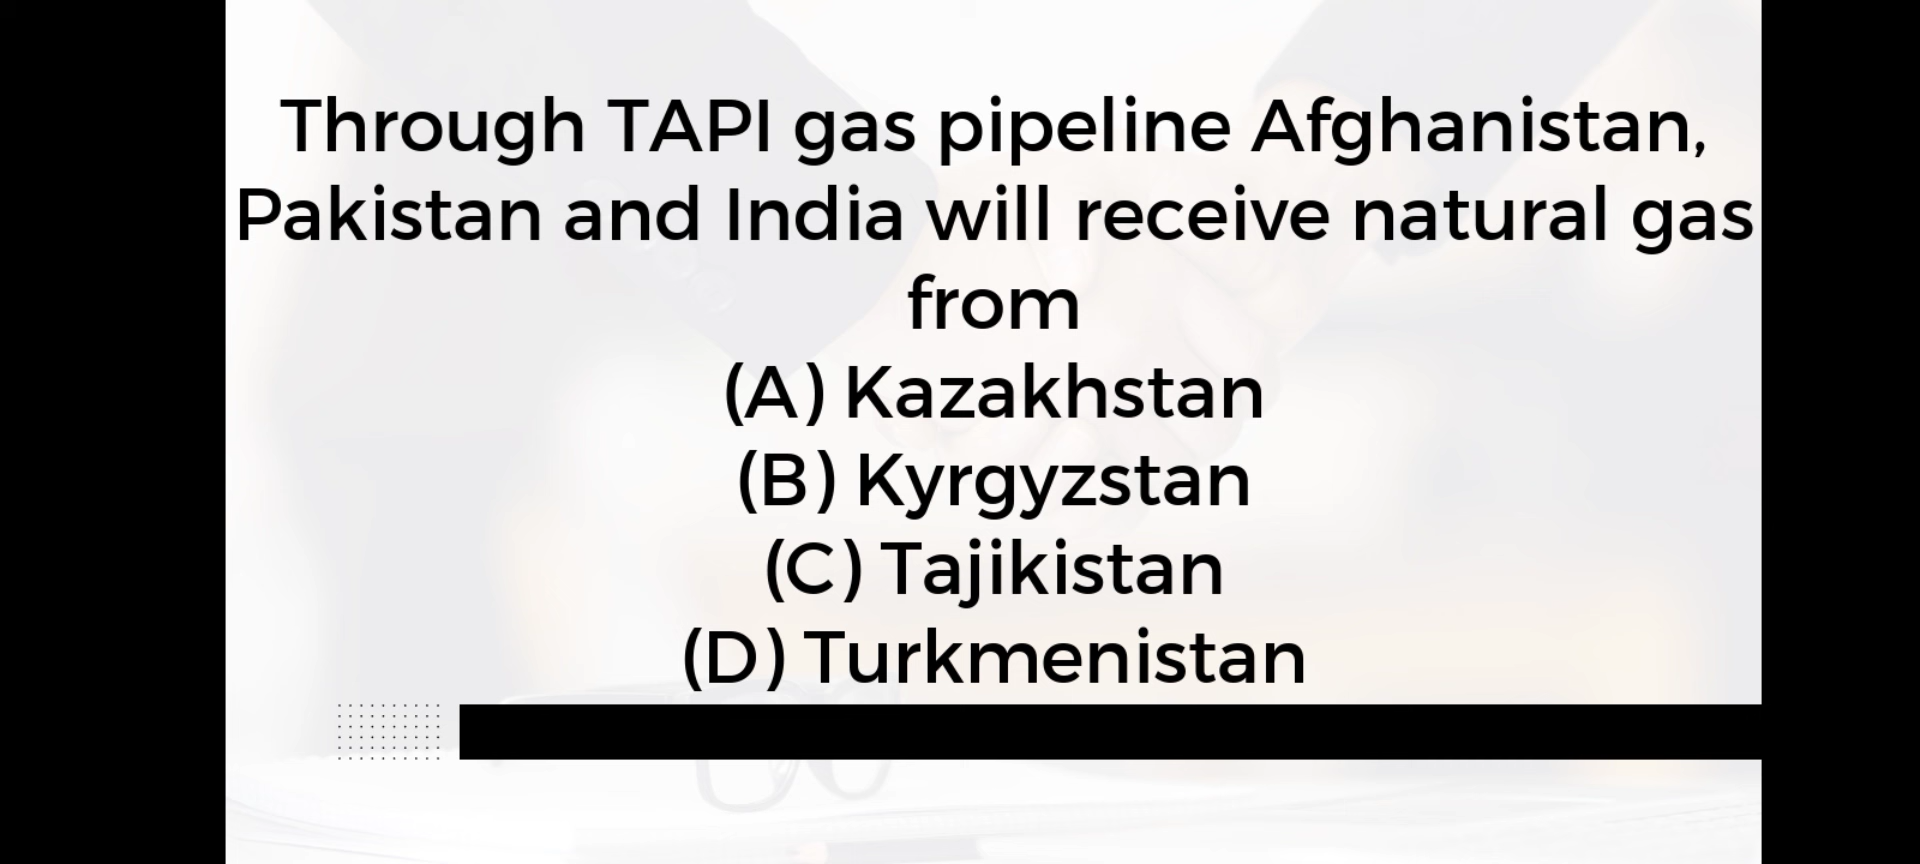 Through TAPI gas pipeline Afghanistan,
Pakistan and India will receive natural gas
from
(A) Kazakhstan
(B) Kyrgyzstan
(C) Tajikistan
(D) Turkmenistan